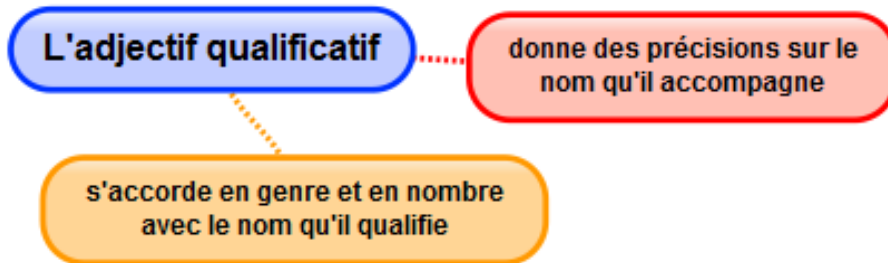 L'adjectif qualificatif
donne des précisions sur le
nom qu'il accompagne
s'accorde en genre et en nombre
avec le nom qu'il qualifie